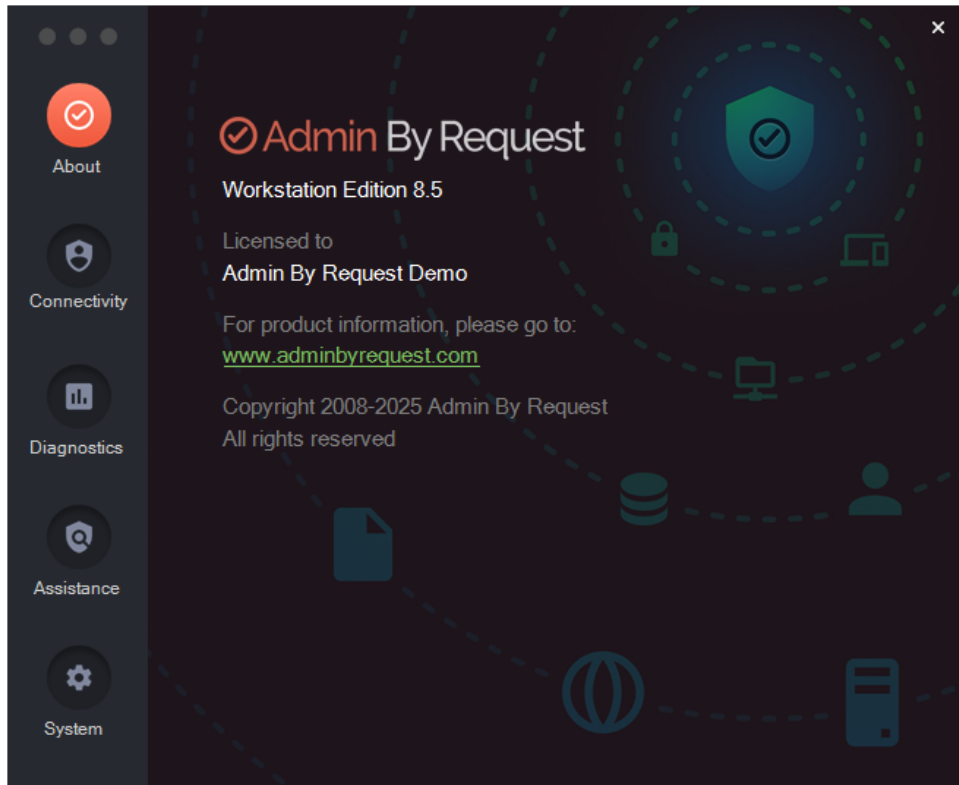 About
Connectivity
Diagnostics
Assistance
System
Admin By Request
Workstation Edition 8.5
Licensed to
Admin By Request Demo
For product information, please go to:
www.adminbyrequest.com
Copyright 2008-2025 Admin By Request
All rights reserved